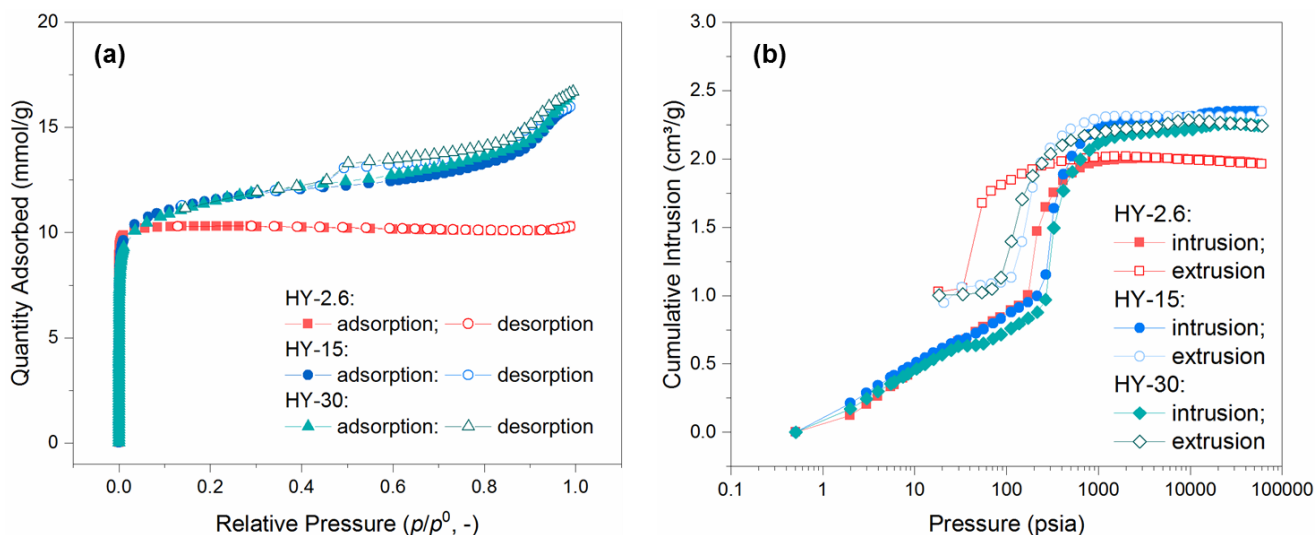 (a)
Quantity Adsorbed (mmol/g)
20
15
10
5
0
HY-2.6:
adsorption; desorption
HY-15:
adsorption: desorption
HY-30:
adsorption: desorption
0.0 0.2 0.4 0.6 0.8 1.0
Relative Pressure (p/p⁰, -)
(b)
Cumulative Intrusion (cm³/g)
3.0
2.5
2.0
1.5
1.0
0.5
0.0
HY-2.6:
intrusion;
extrusion
HY-15:
intrusion;
extrusion
HY-30:
intrusion;
extrusion
0.1 1 10 100 1000 10000 100000
Pressure (psia)